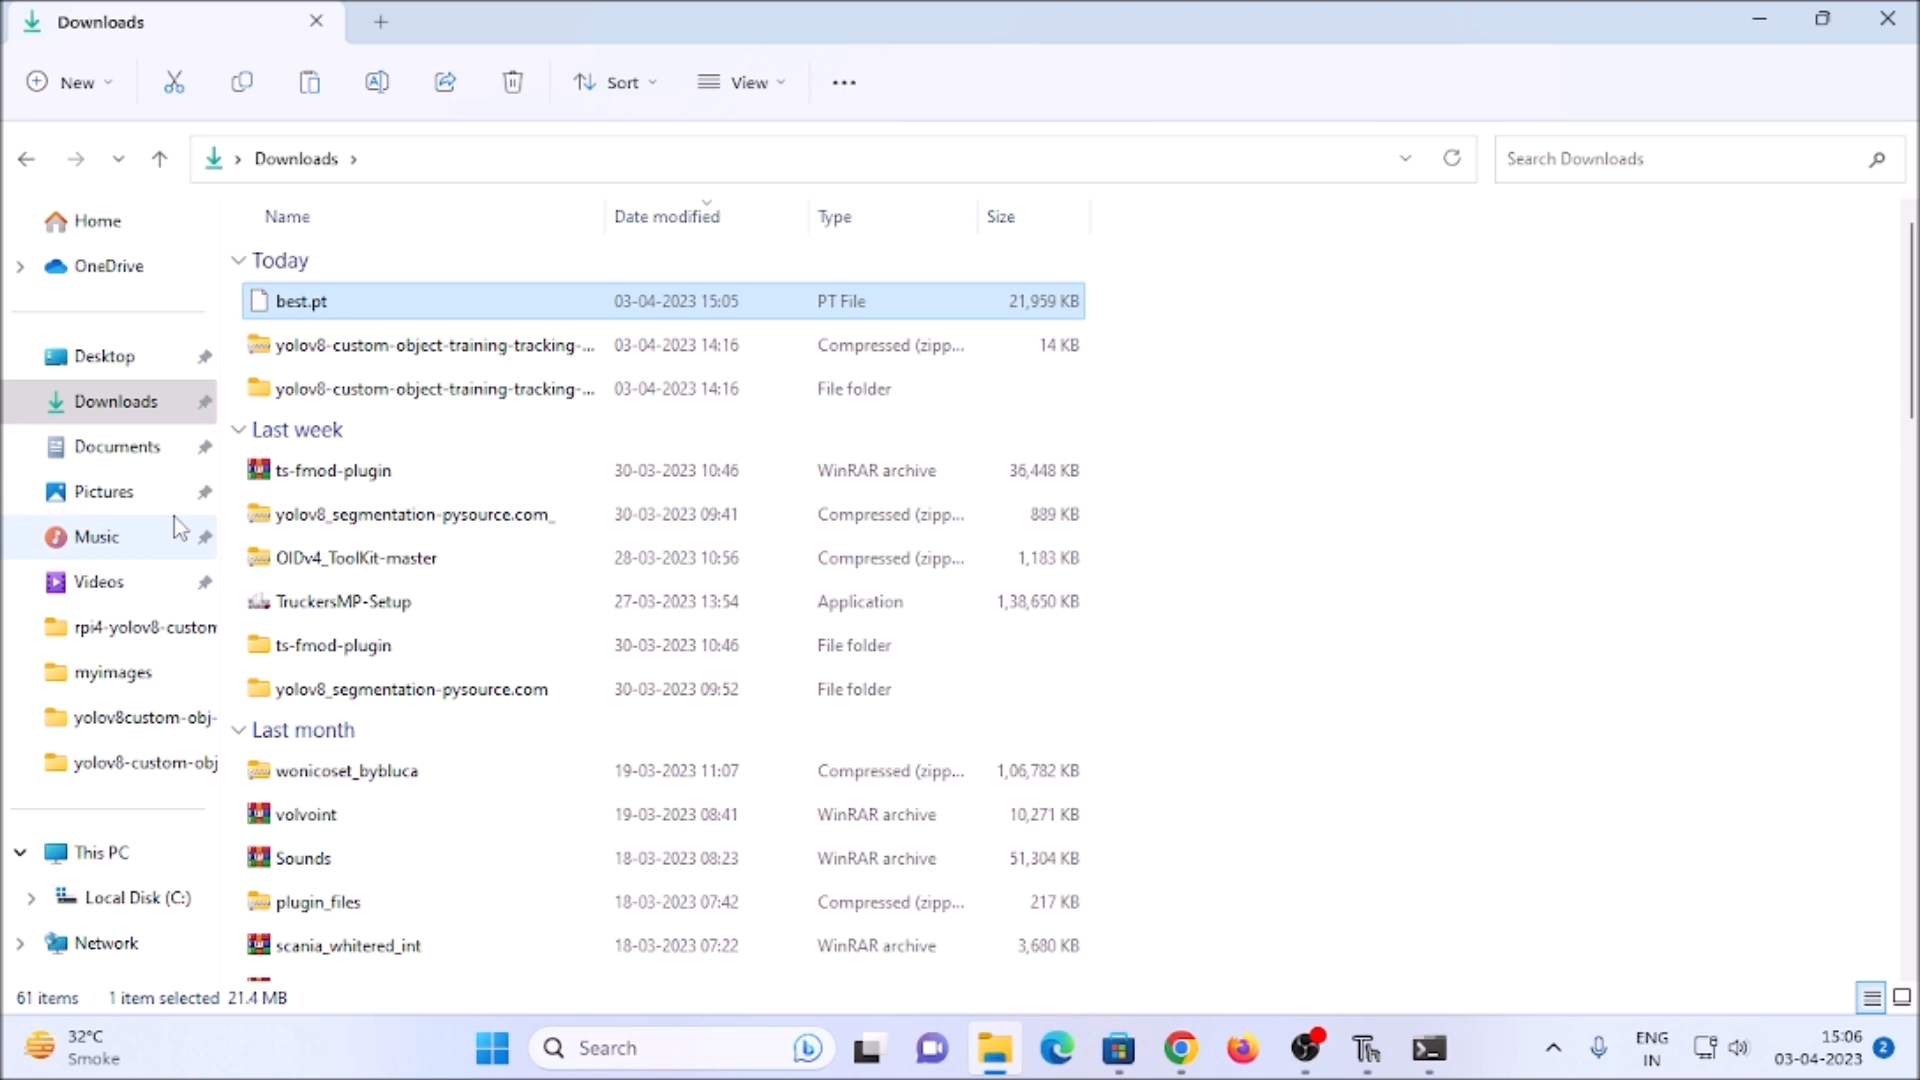 Downloads
New
Sort
View
Downloads
Search Downloads
Name Date modified Type Size
Home
OneDrive
Desktop
Downloads
Documents
Pictures
Music
Videos
rpi4-yolov8-custom
myimages
yolov8custom-obj-
yolov8-custom-obj
This PC
Local Disk (C:)
Network
Today
best.pt 03-04-2023 15:05 PT File 21,959 KB
yolov8-custom-object-training-tracking-... 03-04-2023 14:16 Compressed (zipp... 14 KB
yolov8-custom-object-training-tracking-... 03-04-2023 14:16 File folder
Last week
ts-fmod-plugin 30-03-2023 10:46 WinRAR archive 36,448 KB
yolov8_segmentation-pysource.com_ 30-03-2023 09:41 Compressed (zipp... 889 KB
OIDv4_ToolKit-master 28-03-2023 10:56 Compressed (zipp... 1,183 KB
TruckersMP-Setup 27-03-2023 13:54 Application 1,38,650 KB
ts-fmod-plugin 30-03-2023 10:46 File folder
yolov8_segmentation-pysource.com 30-03-2023 09:52 File folder
Last month
wonicoset_bybluca 19-03-2023 11:07 Compressed (zipp... 1,06,782 KB
volvoint 19-03-2023 08:41 WinRAR archive 10,271 KB
Sounds 18-03-2023 08:23 WinRAR archive 51,304 KB
plugin_files 18-03-2023 07:42 Compressed (zipp... 217 KB
scania_whitered_int 18-03-2023 07:22 WinRAR archive 3,680 KB
61 items 1 item selected 21.4 MB
32°C
Smoke
Search
ENG
IN
15:06
03-04-2023
2